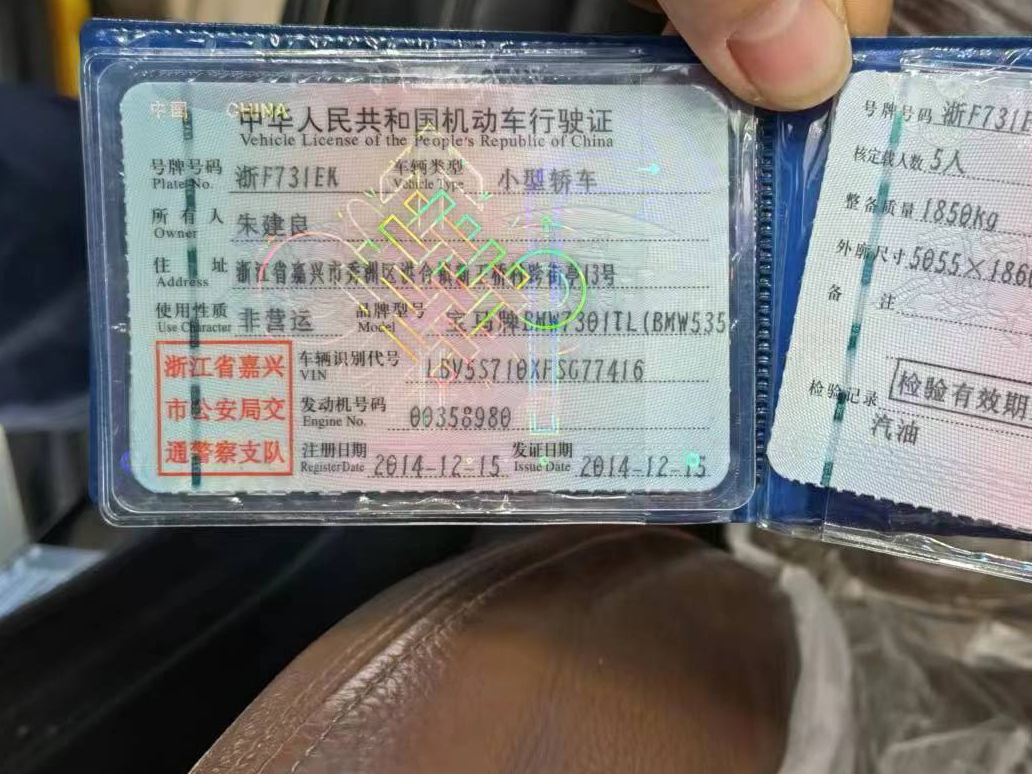 中国 CHINA
中华人民共和国机动车行驶证
Vehicle License of the People's Republic of China
号牌号码 浙F731EK 车辆类型 小型轿车
Plate No. Vehicle Type
所有人 朱建良
Owner
住址 浙江省嘉兴市秀洲区 村跨街亭13号
Address
使用性质 非营运 品牌型号 宝马牌BMW7301TL(BMW535
Use Character Model
浙江省嘉兴
市公安局交
通警察支队
车辆识别代号 LBV5S710XFSG77416
VIN
发动机号码 00358980
Engine No.
注册日期 2014-12-15 发证日期 2014-12-15
Register Date Issue Date
号牌号码 浙F731E
核定载人数 5人
整备质量 1850kg
外廓尺寸 5055×186
备注
检验记录 检验有效期
汽油